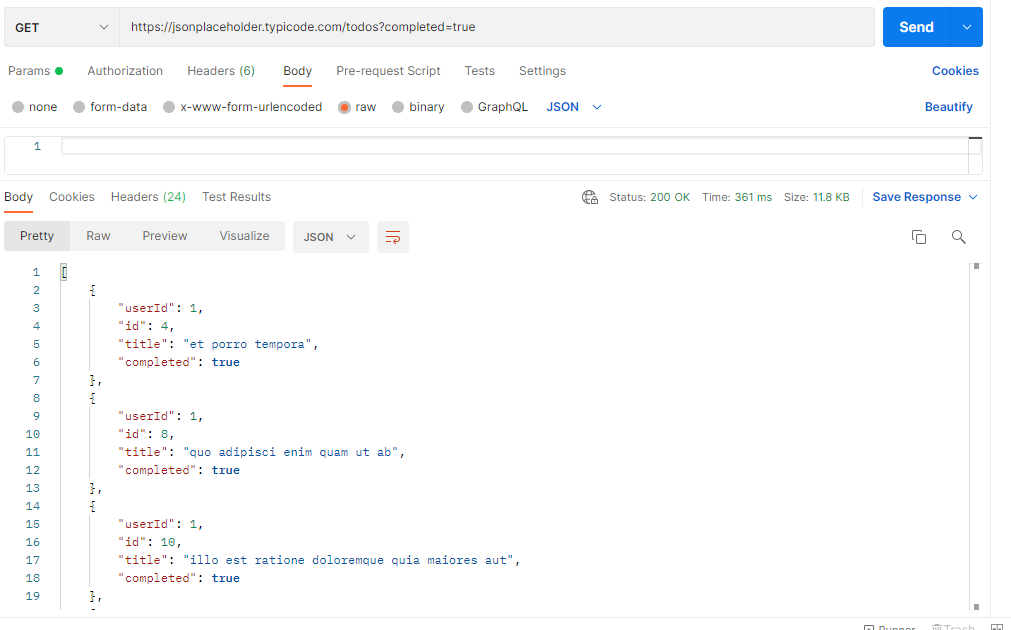 GET https://jsonplaceholder.typicode.com/todos?completed=true Send
Params Authorization Headers (6) Body Pre-request Script Tests Settings Cookies
none form-data x-www-form-urlencoded raw binary GraphQL JSON Beautify
1
Body Cookies Headers (24) Test Results Status: 200 OK Time: 361 ms Size: 11.8 KB Save Response
Pretty Raw Preview Visualize JSON
1 [
2 {
3 "userId": 1,
4 "id": 4,
5 "title": "et porro tempora",
6 "completed": true
7 },
8 {
9 "userId": 1,
10 "id": 8,
11 "title": "quo adipisci enim quam ut ab",
12 "completed": true
13 },
14 {
15 "userId": 1,
16 "id": 10,
17 "title": "illo est ratione doloremque quia maiores aut",
18 "completed": true
19 },
Runner Trash